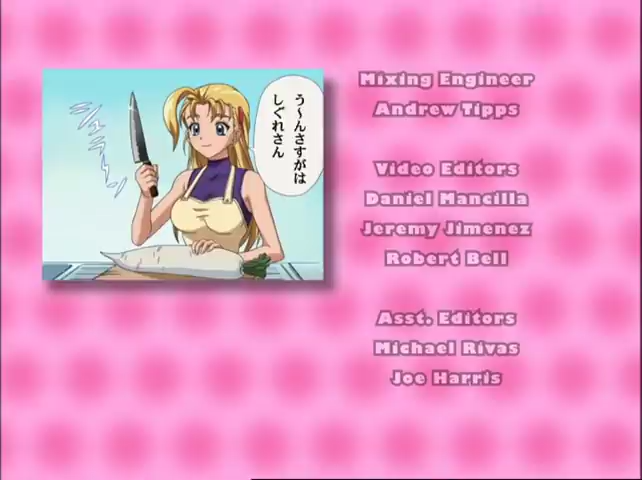 う〜んさすがは
しぐれさん
シュラ〜ン
Mixing Engineer
Andrew Tipps
Video Editors
Daniel Mancilla
Jeremy Jimenez
Robert Bell
Asst. Editors
Michael Rivas
Joe Harris